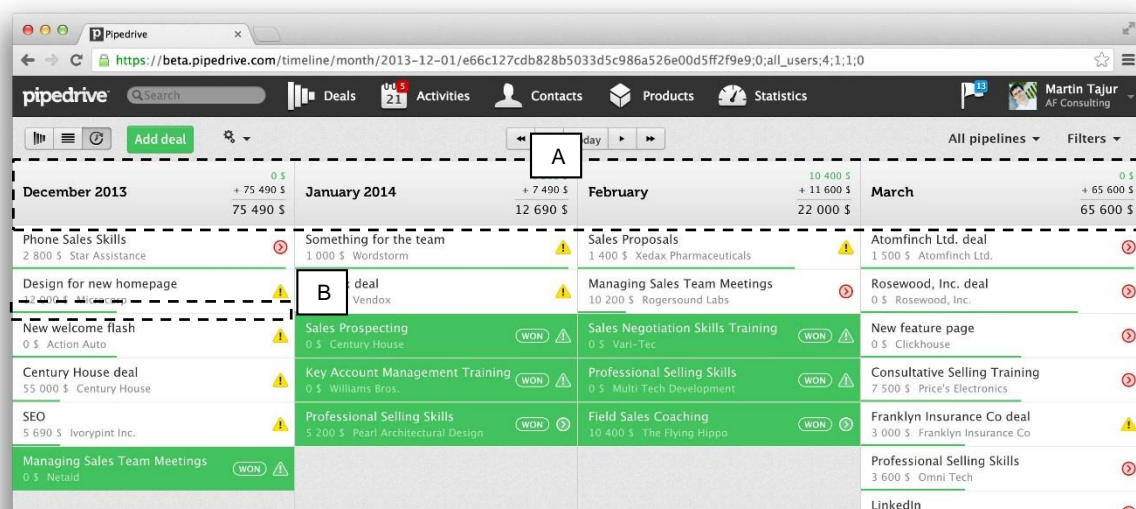 Pipedrive
https://beta.pipedrive.com/timeline/month/2013-12-01/e66c127cdb828b5033d5c986a526e00d5ff2f9e9;0;all_users;4;1;1;0
pipedrive Search Deals 5 21 Activities Contacts Products Statistics 13 Martin Tajur
AF Consulting
Add deal All pipelines Filters
A
December 2013 0 $ + 75 490 $ 75 490 $
January 2014 + 7 490 $ 12 690 $
February 10 400 $ + 11 600 $ 22 000 $
March 0 $ + 65 600 $ 65 600 $
Phone Sales Skills
2 800 $ Star Assistance
Design for new homepage
12 000 $ Microcorp
New welcome flash
0 $ Action Auto
Century House deal
55 000 $ Century House
SEO
5 690 $ Ivorypint Inc.
Managing Sales Team Meetings WON
0 $ Netaid
Something for the team
1 000 $ Wordstorm
B
deal
Vendox
Sales Prospecting WON
0 $ Century House
Key Account Management Training WON
0 $ Williams Bros.
Professional Selling Skills WON
5 200 $ Pearl Architectural Design
Sales Proposals
1 400 $ Xedax Pharmaceuticals
Managing Sales Team Meetings
10 200 $ Rogersound Labs
Sales Negotiation Skills Training WON
0 $ Vari-Tec
Professional Selling Skills WON
0 $ Multi Tech Development
Field Sales Coaching WON
10 400 $ The Flying Hippo
Atomfinch Ltd. deal
1 500 $ Atomfinch Ltd.
Rosewood, Inc. deal
0 $ Rosewood, Inc.
New feature page
0 $ Clickhouse
Consultative Selling Training
7 500 $ Price's Electronics
Franklyn Insurance Co deal
3 000 $ Franklyn Insurance Co
Professional Selling Skills
3 600 $ Omni Tech
LinkedIn